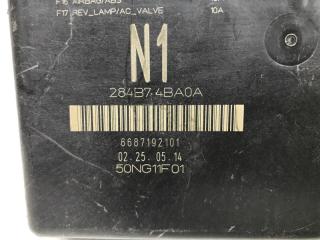 F16 AIRBAG/ABS
F17 REV_LAMP/AC_VALVE 10A
N1
284B7 4BA0A
6687192101
02. 25. 05. 14
50NG11F01